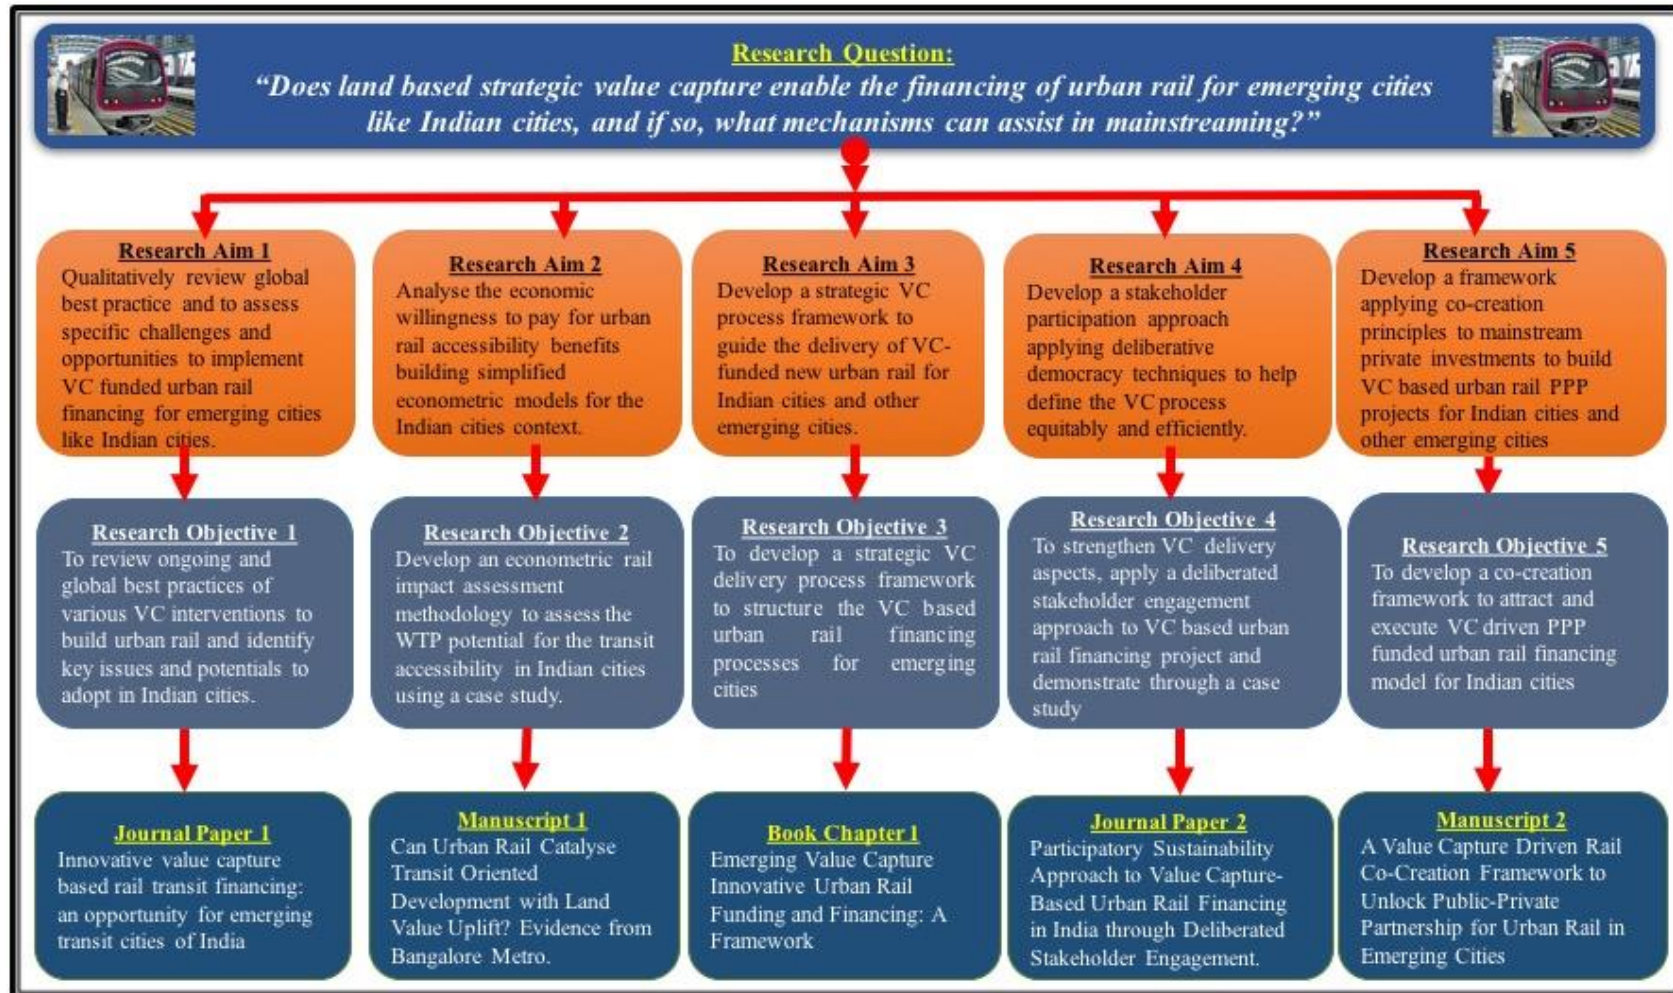 Research Question:
“Does land based strategic value capture enable the financing of urban rail for emerging cities
like Indian cities, and if so, what mechanisms can assist in mainstreaming?”
Research Aim 1
Qualitatively review global
best practice and to assess
specific challenges and
opportunities to implement
VC funded urban rail
financing for emerging cities
like Indian cities.
Research Aim 2
Analyse the economic
willingness to pay for urban
rail accessibility benefits
building simplified
econometric models for the
Indian cities context.
Research Aim 3
Develop a strategic VC
process framework to
guide the delivery of VC-
funded new urban rail for
Indian cities and other
emerging cities.
Research Aim 4
Develop a stakeholder
participation approach
applying deliberative
democracy techniques to help
define the VC process
equitably and efficiently.
Research Aim 5
Develop a framework
applying co-creation
principles to mainstream
private investments to build
VC based urban rail PPP
projects for Indian cities and
other emerging cities
Research Objective 1
To review ongoing and
global best practices of
various VC interventions to
build urban rail and identify
key issues and potentials to
adopt in Indian cities.
Research Objective 2
Develop an econometric rail
impact assessment
methodology to assess the
WTP potential for the transit
accessibility in Indian cities
using a case study.
Research Objective 3
To develop a strategic VC
delivery process framework
to structure the VC based
urban rail financing
processes for emerging
cities
Research Objective 4
To strengthen VC delivery
aspects, apply a deliberated
stakeholder engagement
approach to VC based urban
rail financing project and
demonstrate through a case
study
Research Objective 5
To develop a co-creation
framework to attract and
execute VC driven PPP
funded urban rail financing
model for Indian cities
Journal Paper 1
Innovative value capture
based rail transit financing:
an opportunity for emerging
transit cities of India
Manuscript 1
Can Urban Rail Catalyse
Transit Oriented
Development with Land
Value Uplift? Evidence from
Bangalore Metro.
Book Chapter 1
Emerging Value Capture
Innovative Urban Rail
Funding and Financing: A
Framework
Journal Paper 2
Participatory Sustainability
Approach to Value Capture-
Based Urban Rail Financing
in India through Deliberated
Stakeholder Engagement.
Manuscript 2
A Value Capture Driven Rail
Co-Creation Framework to
Unlock Public-Private
Partnership for Urban Rail in
Emerging Cities